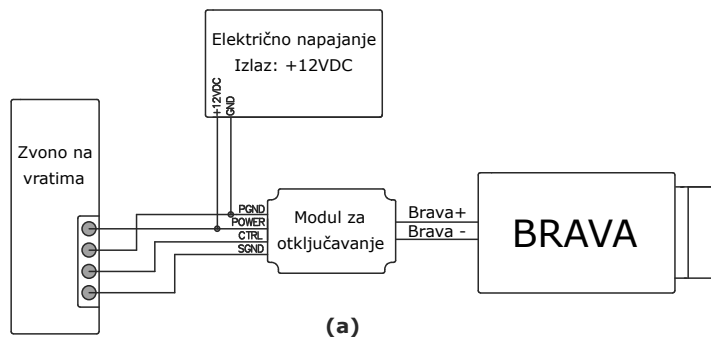 Električno napajanje
Izlaz: +12VDC
+12VDC
GND
Zvono na
vratima
PGND
POWER
CTRL
SGND
Modul za
otključavanje
Brava+
Brava -
BRAVA
(a)